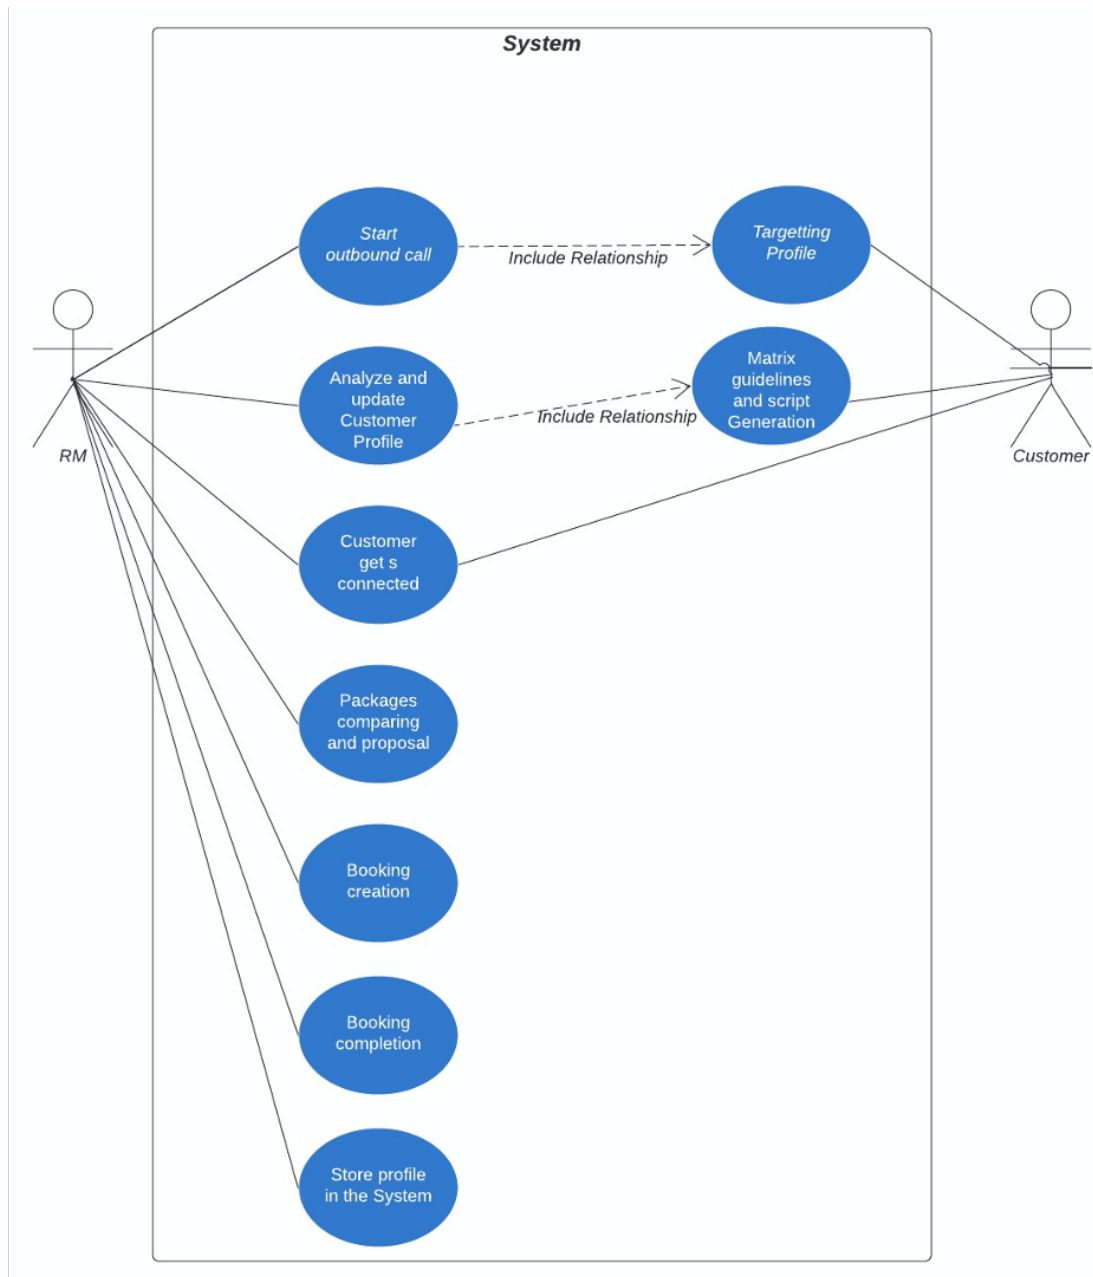 System
Start
outbound call
Include Relationship
Targetting
Profile
Analyze and
update
Customer
Profile
Include Relationship
Matrix
guidelines
and script
Generation
RM
Customer
Customer
get s
connected
Packages
comparing
and proposal
Booking
creation
Booking
completion
Store profile
in the System